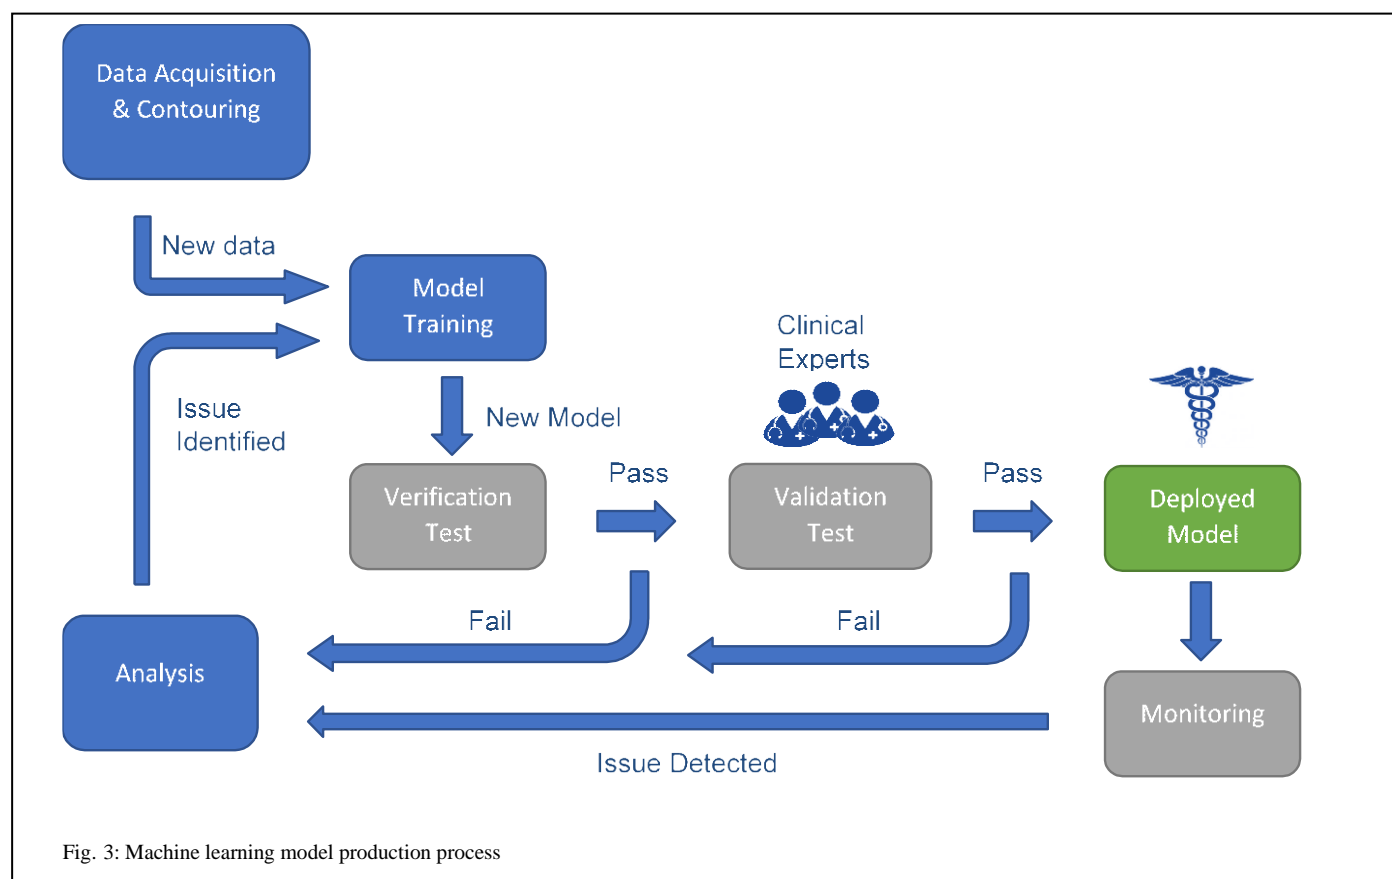 Data Acquisition
& Contouring
New data
Model
Training
Issue
Identified
New Model
Clinical
Experts
Verification
Test
Pass
Validation
Test
Pass
Deployed
Model
Fail
Fail
Analysis
Monitoring
Issue Detected
Fig. 3: Machine learning model production process